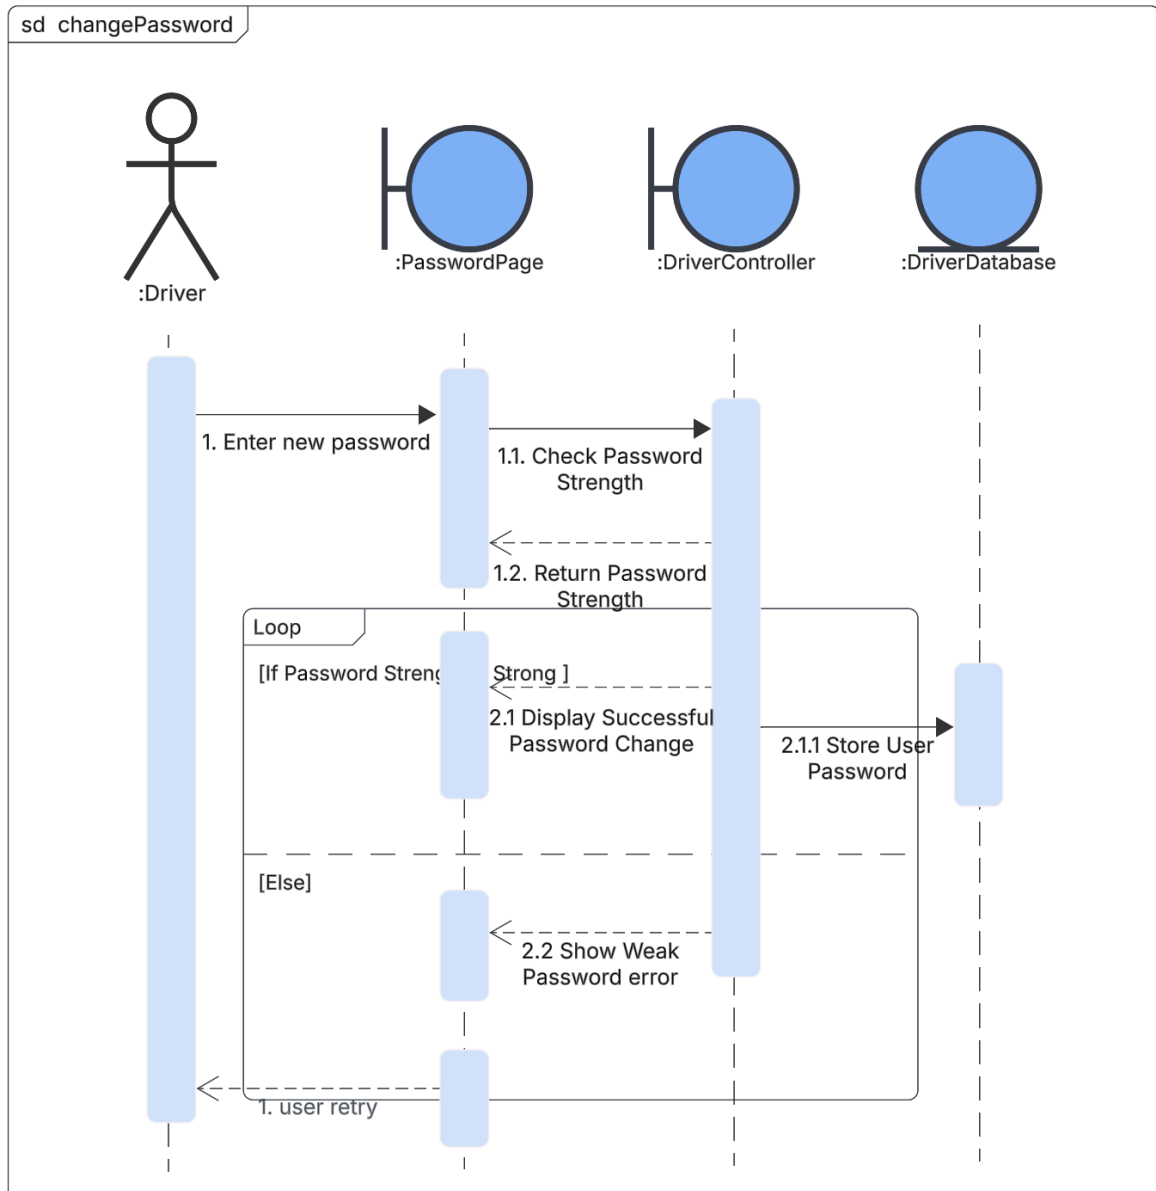 sd changePassword
:Driver
:PasswordPage
:DriverController
:DriverDatabase
1. Enter new password
1.1. Check Password
Strength
1.2. Return Password
Strength
Loop
[If Password Streng Strong ]
2.1 Display Successful
Password Change
2.1.1 Store User
Password
[Else]
2.2 Show Weak
Password error
1. user retry